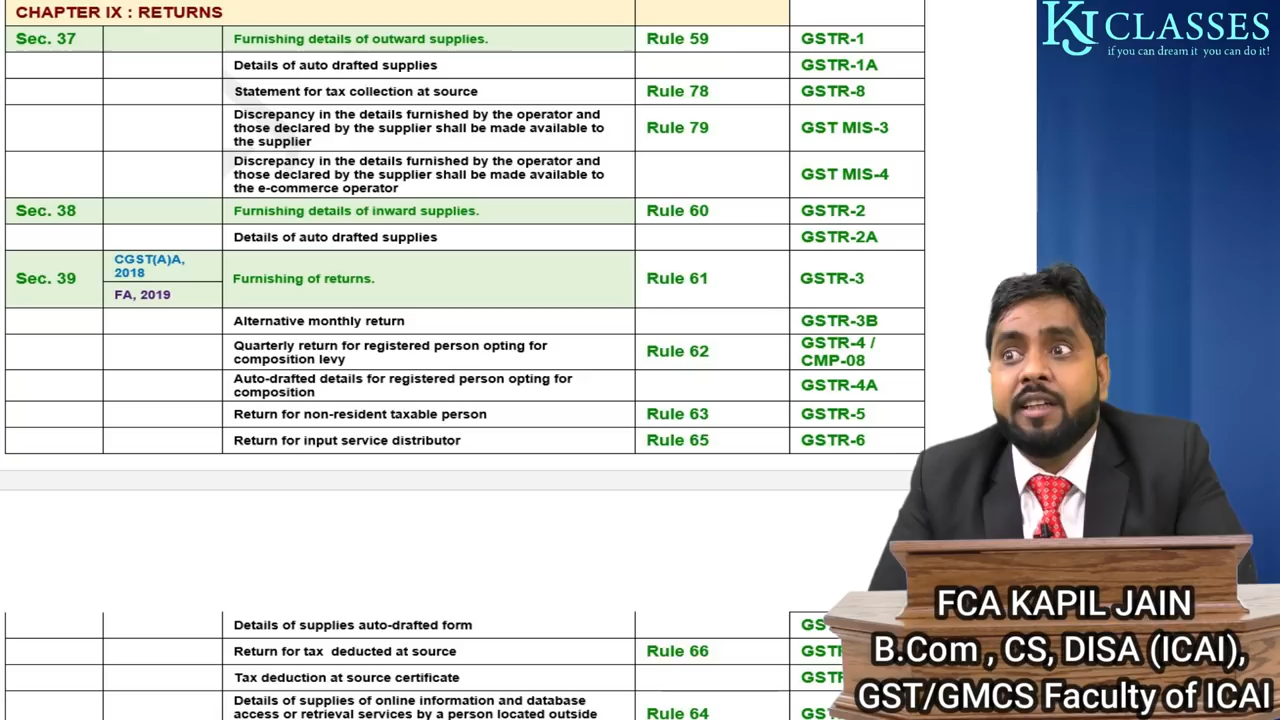 CHAPTER IX : RETURNS
KJ CLASSES
if you can dream it you can do it!
Sec. 37 Furnishing details of outward supplies. Rule 59 GSTR-1
Details of auto drafted supplies GSTR-1A
Statement for tax collection at source Rule 78 GSTR-8
Discrepancy in the details furnished by the operator and
those declared by the supplier shall be made available to Rule 79 GST MIS-3
the supplier
Discrepancy in the details furnished by the operator and
those declared by the supplier shall be made available to GST MIS-4
the e-commerce operator
Sec. 38 Furnishing details of inward supplies. Rule 60 GSTR-2
Details of auto drafted supplies GSTR-2A
CGST(A)A,
2018
Sec. 39 Furnishing of returns. Rule 61 GSTR-3
FA, 2019
Alternative monthly return GSTR-3B
Quarterly return for registered person opting for Rule 62 GSTR-4 /
composition levy CMP-08
Auto-drafted details for registered person opting for GSTR-4A
composition
Return for non-resident taxable person Rule 63 GSTR-5
Return for input service distributor Rule 65 GSTR-6
Details of supplies auto-drafted form
Return for tax deducted at source Rule 66
Tax deduction at source certificate
Details of supplies of online information and database
access or retrieval services by a person located outside Rule 64
FCA KAPIL JAIN
B.Com , CS, DISA (ICAI),
GST/GMCS Faculty of ICAI